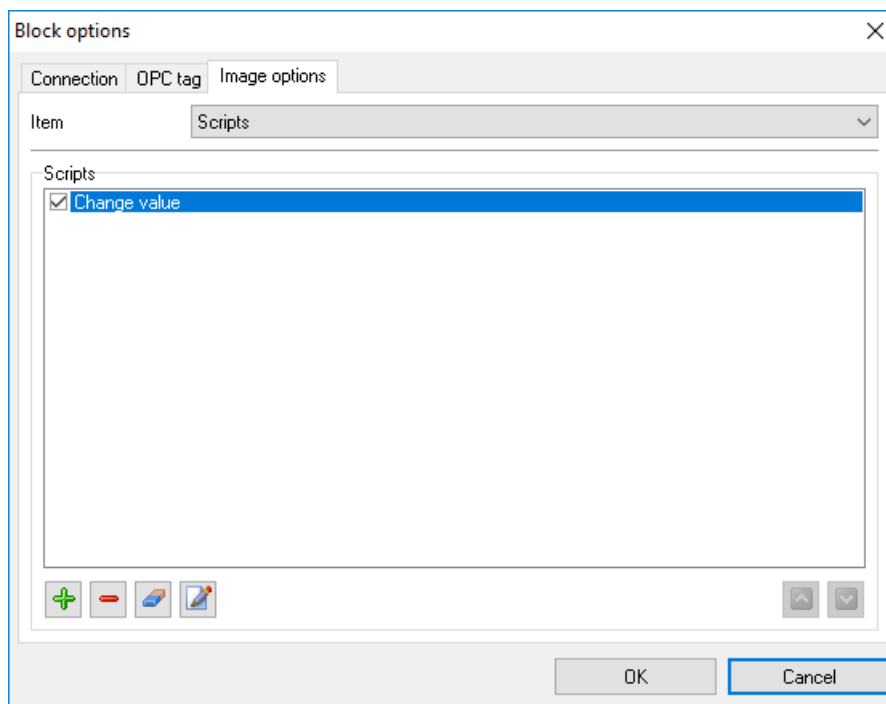 Block options
Connection OPC tag Image options
Item Scripts
Scripts
Change value
OK Cancel